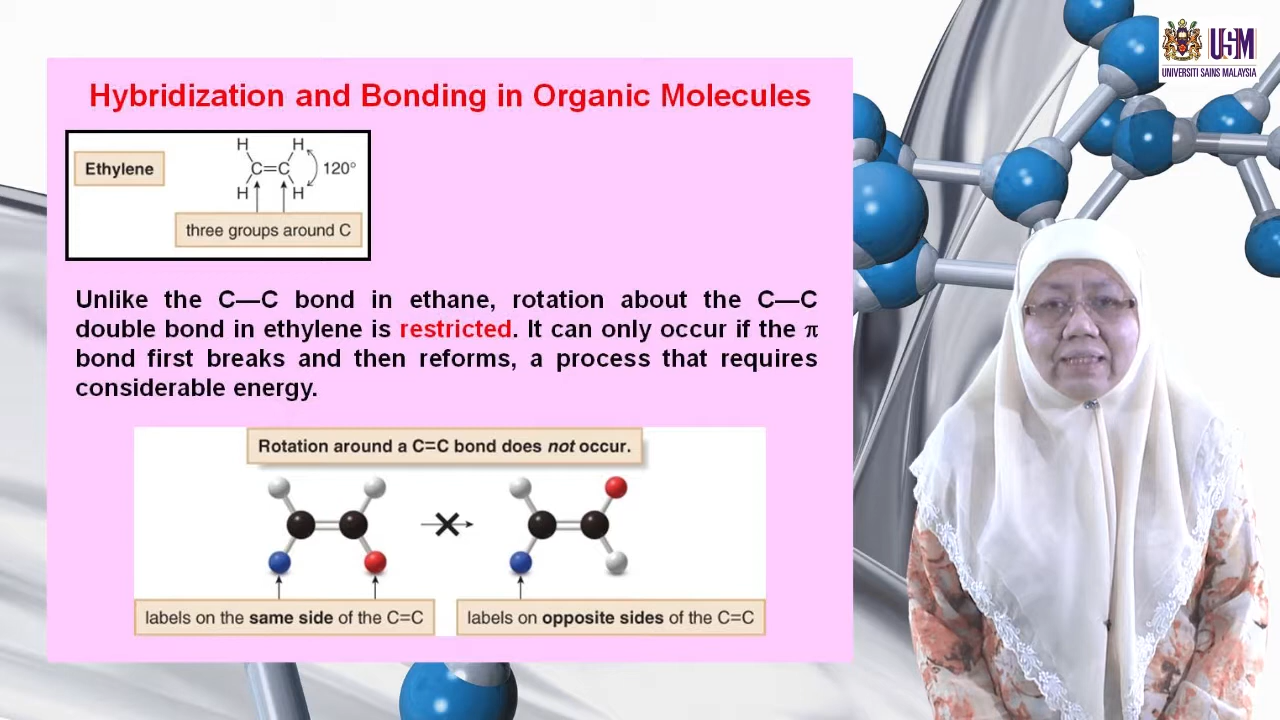 USM
UNIVERSITI SAINS MALAYSIA
Hybridization and Bonding in Organic Molecules
Ethylene
H H
C=C 120°
H H
three groups around C
Unlike the C—C bond in ethane, rotation about the C—C
double bond in ethylene is restricted. It can only occur if the π
bond first breaks and then reforms, a process that requires
considerable energy.
Rotation around a C=C bond does not occur.
labels on the same side of the C=C
labels on opposite sides of the C=C